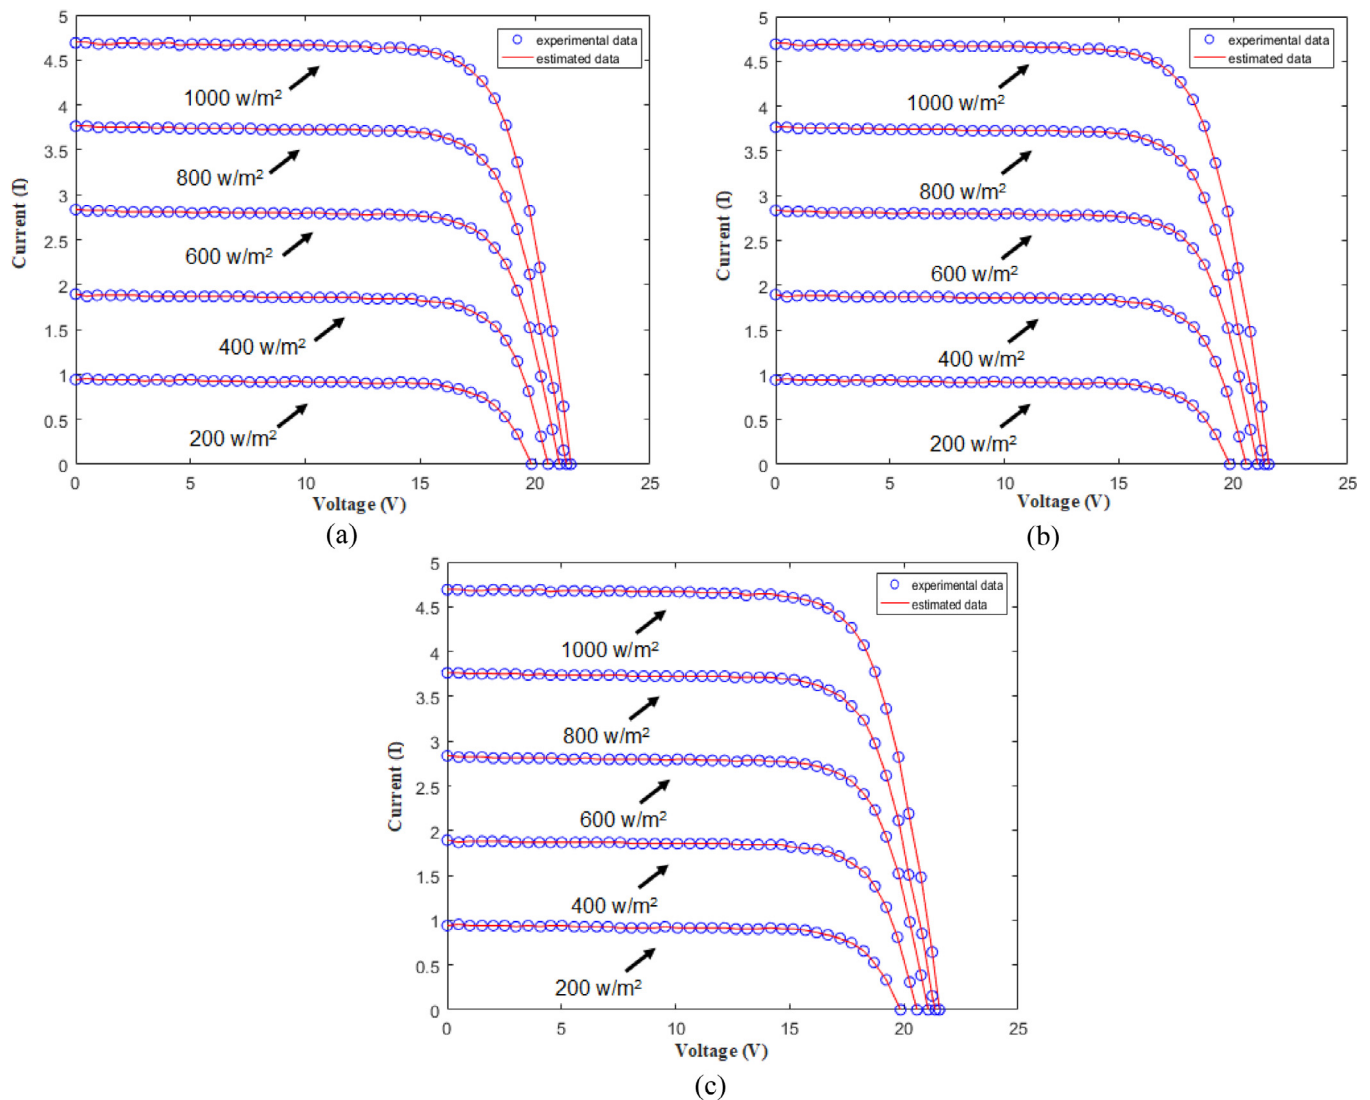 5
4.5
4
3.5
3
2.5
2
1.5
1
0.5
0
Current (I)
experimental data
estimated data
1000 w/m²
800 w/m²
600 w/m²
400 w/m²
200 w/m²
0 5 10 15 20 25
Voltage (V)
(a)
5
4.5
4
3.5
3
2.5
2
1.5
1
0.5
0
Current (I)
experimental data
estimated data
1000 w/m²
800 w/m²
600 w/m²
400 w/m²
200 w/m²
0 5 10 15 20 25
Voltage (V)
(b)
5
4.5
4
3.5
3
2.5
2
1.5
1
0.5
0
Current (I)
experimental data
estimated data
1000 w/m²
800 w/m²
600 w/m²
400 w/m²
200 w/m²
0 5 10 15 20 25
Voltage (V)
(c)